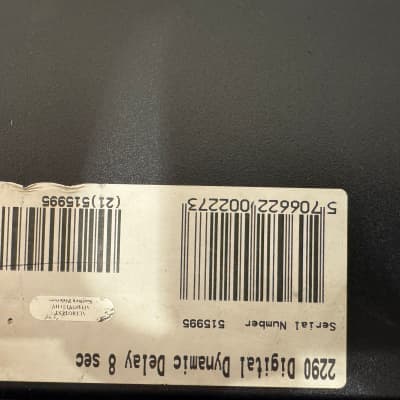 2290 Digital Dynamic Delay 8 sec
Serial Number 515995
5 706622 002273
(21)515995